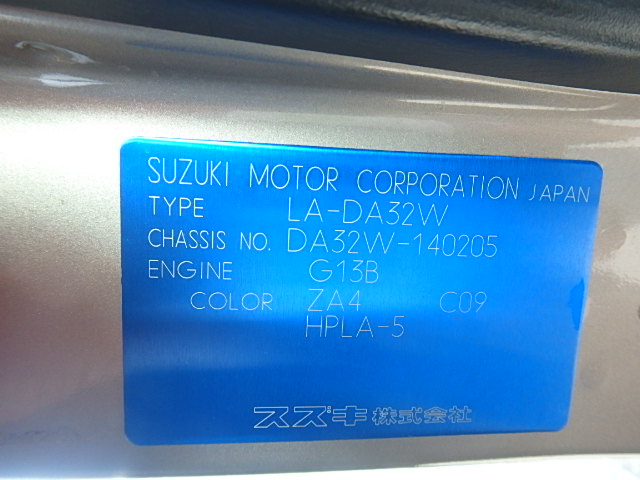 SUZUKI MOTOR CORPORATION JAPAN
TYPE LA-DA32W
CHASSIS NO. DA32W-140205
ENGINE G13B
COLOR ZA4 C09
HPLA-5
スズキ株式会社